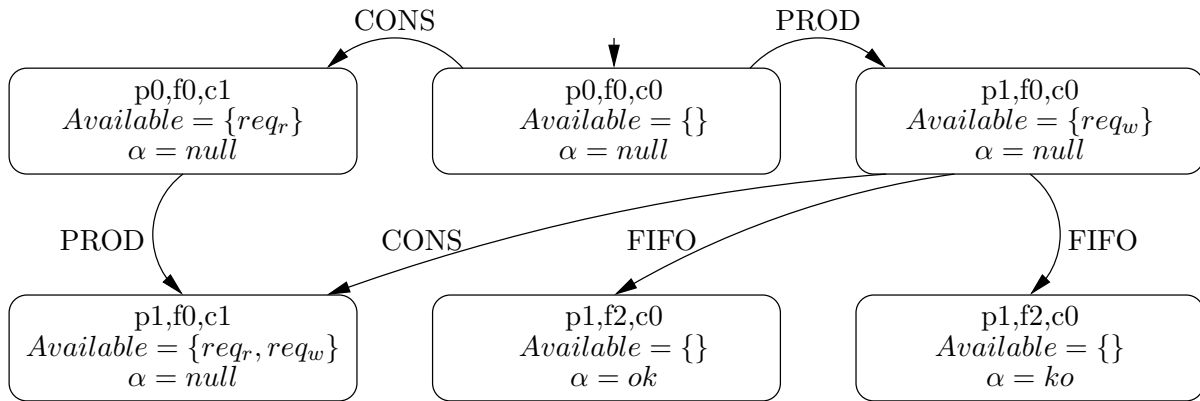 CONS
PROD
p0,f0,c1
Available = {req_r}
α = null
p0,f0,c0
Available = {}
α = null
p1,f0,c0
Available = {req_w}
α = null
PROD
CONS
FIFO
FIFO
p1,f0,c1
Available = {req_r, req_w}
α = null
p1,f2,c0
Available = {}
α = ok
p1,f2,c0
Available = {}
α = ko